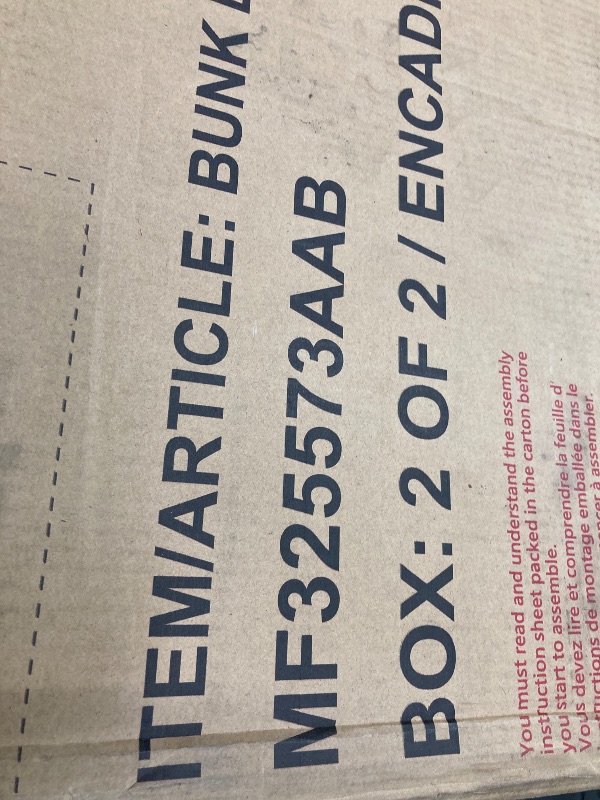 ITEM/ARTICLE: BUNK
MF325573AAB
BOX: 2 OF 2 / ENCAD
You must read and understand the assembly
instruction sheet packed in the carton before
you start to assemble.
Vous devez lire et comprendre la feuille d'
instructions de montage emballée dans le
à assembler.